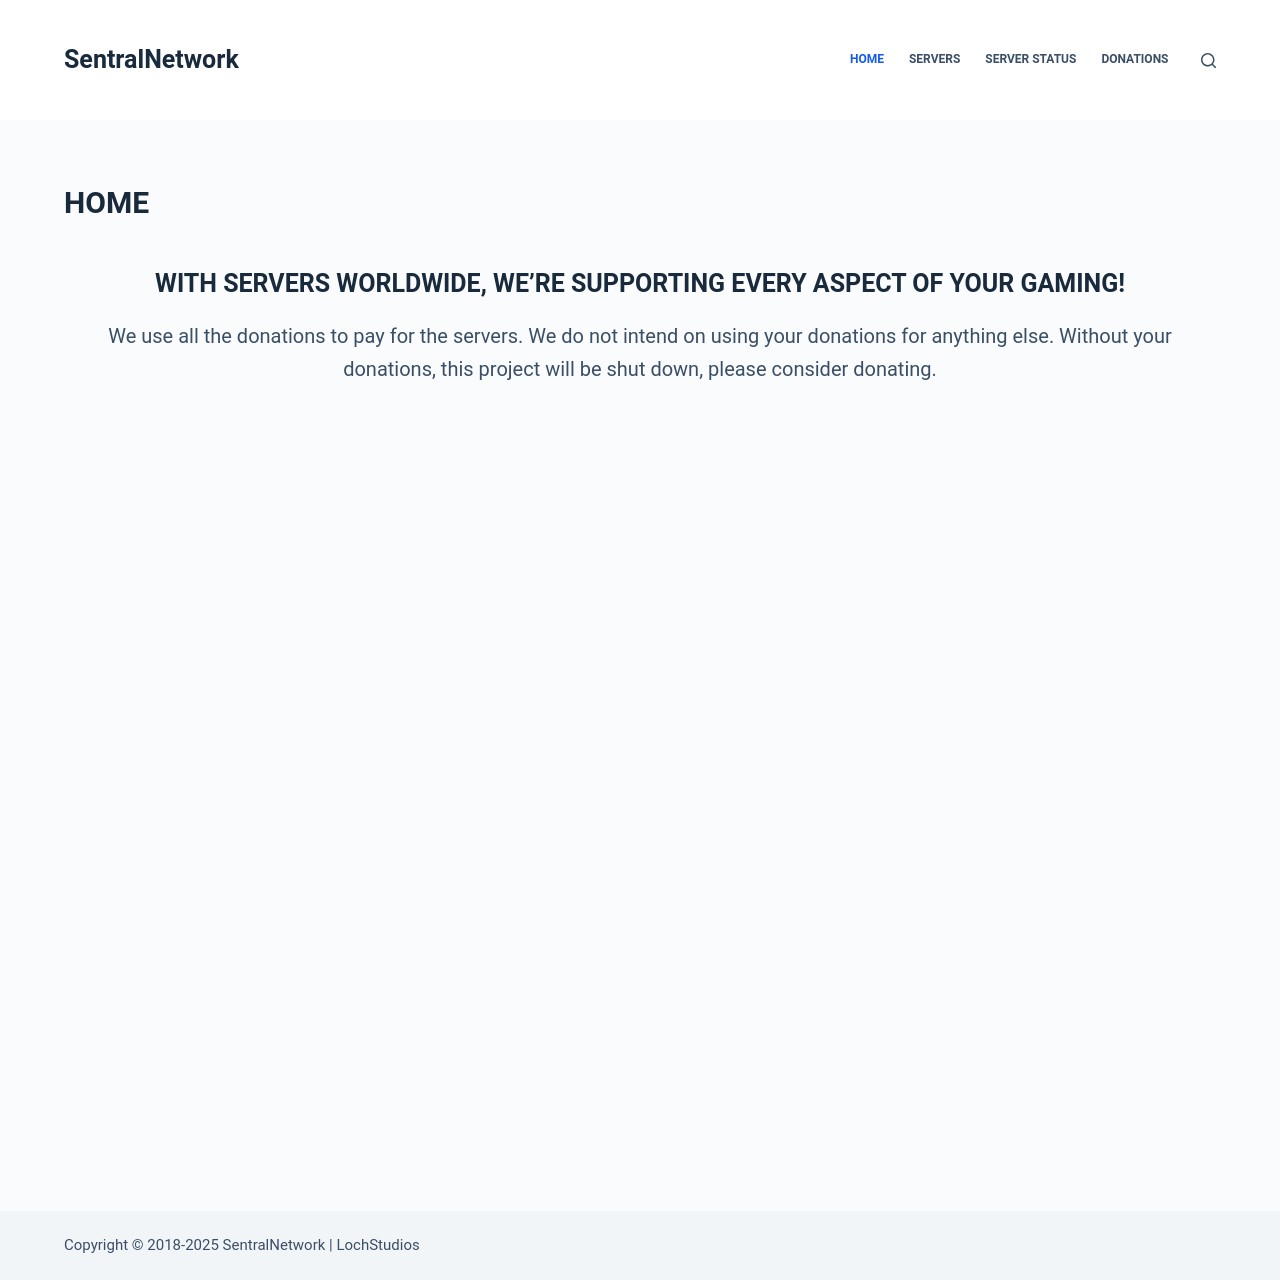 SentralNetwork
HOME SERVERS SERVER STATUS DONATIONS
HOME
WITH SERVERS WORLDWIDE, WE’RE SUPPORTING EVERY ASPECT OF YOUR GAMING!
We use all the donations to pay for the servers. We do not intend on using your donations for anything else. Without your
donations, this project will be shut down, please consider donating.
Copyright © 2018-2025 SentralNetwork | LochStudios